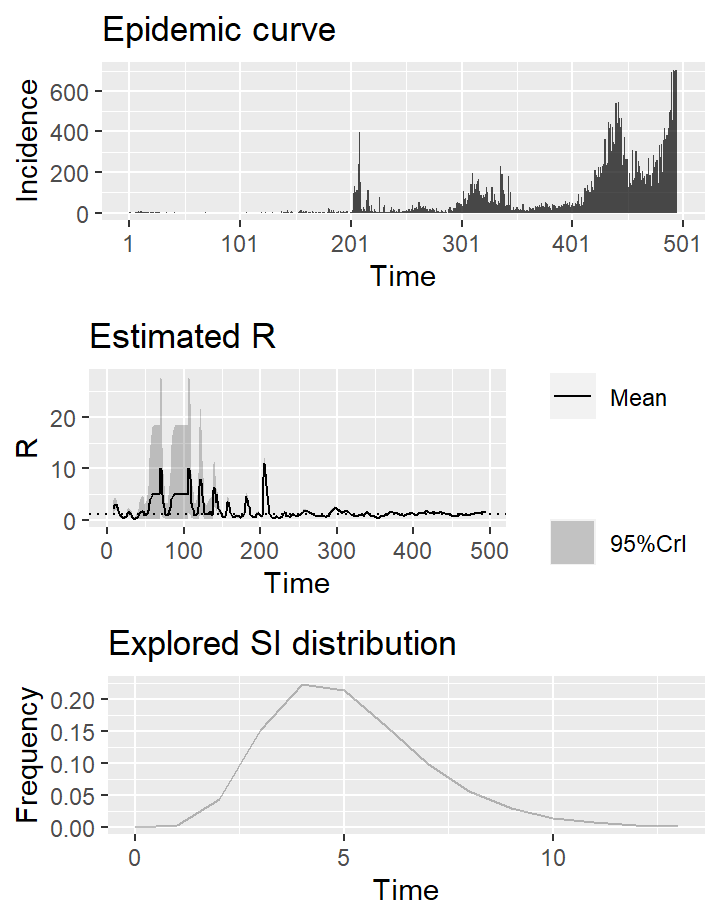 Epidemic curve
Incidence
600
400
200
0
1 101 201 301 401 501
Time
Estimated R
R
20
10
0
0 100 200 300 400 500
Time
Mean
95%CrI
Explored SI distribution
Frequency
0.20
0.15
0.10
0.05
0.00
0 5 10
Time